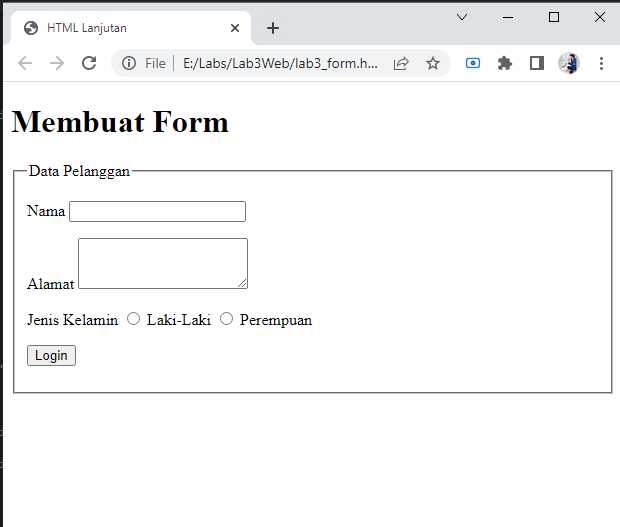 HTML Lanjutan
File E:/Labs/Lab3Web/lab3_form.h...
Membuat Form
Data Pelanggan
Nama
Alamat
Jenis Kelamin Laki-Laki Perempuan
Login